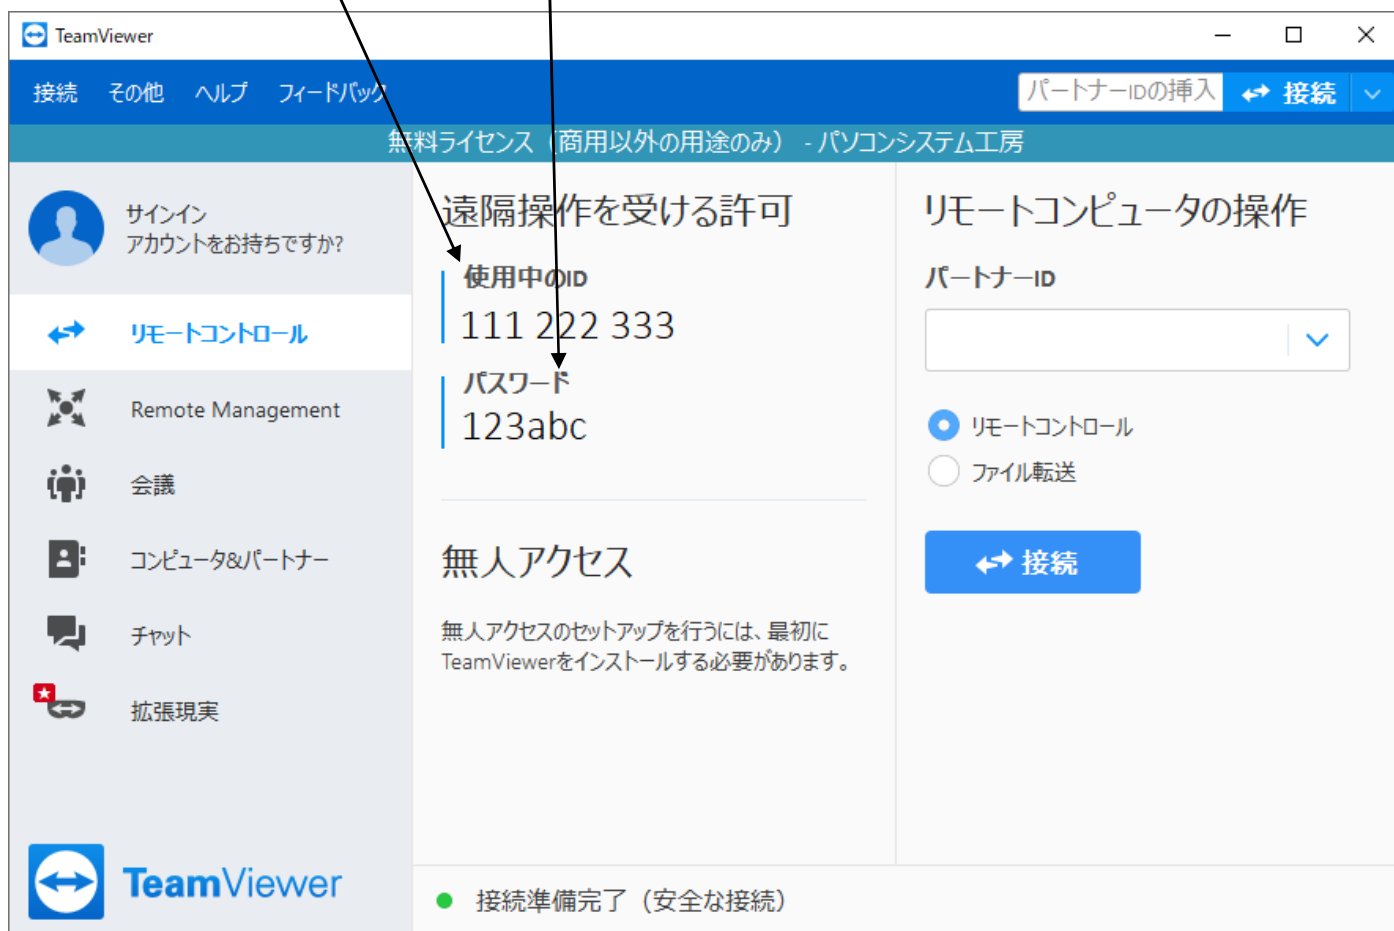 TeamViewer
接続 その他 ヘルプ フィードバック パートナーIDの挿入 接続
無料ライセンス（商用以外の用途のみ） - パソコンシステム工房
サインイン
アカウントをお持ちですか?
リモートコントロール
Remote Management
会議
コンピュータ&パートナー
チャット
拡張現実
TeamViewer
遠隔操作を受ける許可
使用中のID
111 222 333
パスワード
123abc
無人アクセス
無人アクセスのセットアップを行うには、最初に
TeamViewerをインストールする必要があります。
リモートコンピュータの操作
パートナーID
リモートコントロール
ファイル転送
接続
接続準備完了（安全な接続）